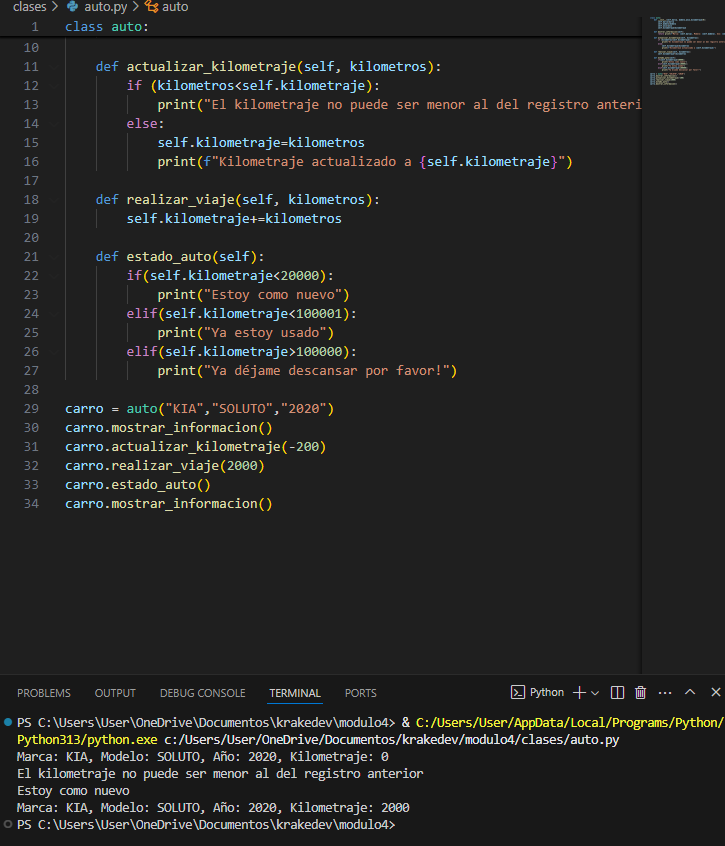 clases > auto.py > auto
1 class auto:
10
11 def actualizar_kilometraje(self, kilometros):
12 if (kilometros<self.kilometraje):
13 print("El kilometraje no puede ser menor al del registro anteri
14 else:
15 self.kilometraje=kilometros
16 print(f"Kilometraje actualizado a {self.kilometraje}")
17
18 def realizar_viaje(self, kilometros):
19 self.kilometraje+=kilometros
20
21 def estado_auto(self):
22 if(self.kilometraje<20000):
23 print("Estoy como nuevo")
24 elif(self.kilometraje<100001):
25 print("Ya estoy usado")
26 elif(self.kilometraje>100000):
27 print("Ya déjame descansar por favor!")
28
29 carro = auto("KIA","SOLUTO","2020")
30 carro.mostrar_informacion()
31 carro.actualizar_kilometraje(-200)
32 carro.realizar_viaje(2000)
33 carro.estado_auto()
34 carro.mostrar_informacion()
PROBLEMS OUTPUT DEBUG CONSOLE TERMINAL PORTS Python
PS C:\Users\User\OneDrive\Documentos\krakedev\modulo4> & C:/Users/User/AppData/Local/Programs/Python/
Python313/python.exe c:/Users/User/OneDrive/Documentos/krakedev/modulo4/clases/auto.py
Marca: KIA, Modelo: SOLUTO, Año: 2020, Kilometraje: 0
El kilometraje no puede ser menor al del registro anterior
Estoy como nuevo
Marca: KIA, Modelo: SOLUTO, Año: 2020, Kilometraje: 2000
PS C:\Users\User\OneDrive\Documentos\krakedev\modulo4>